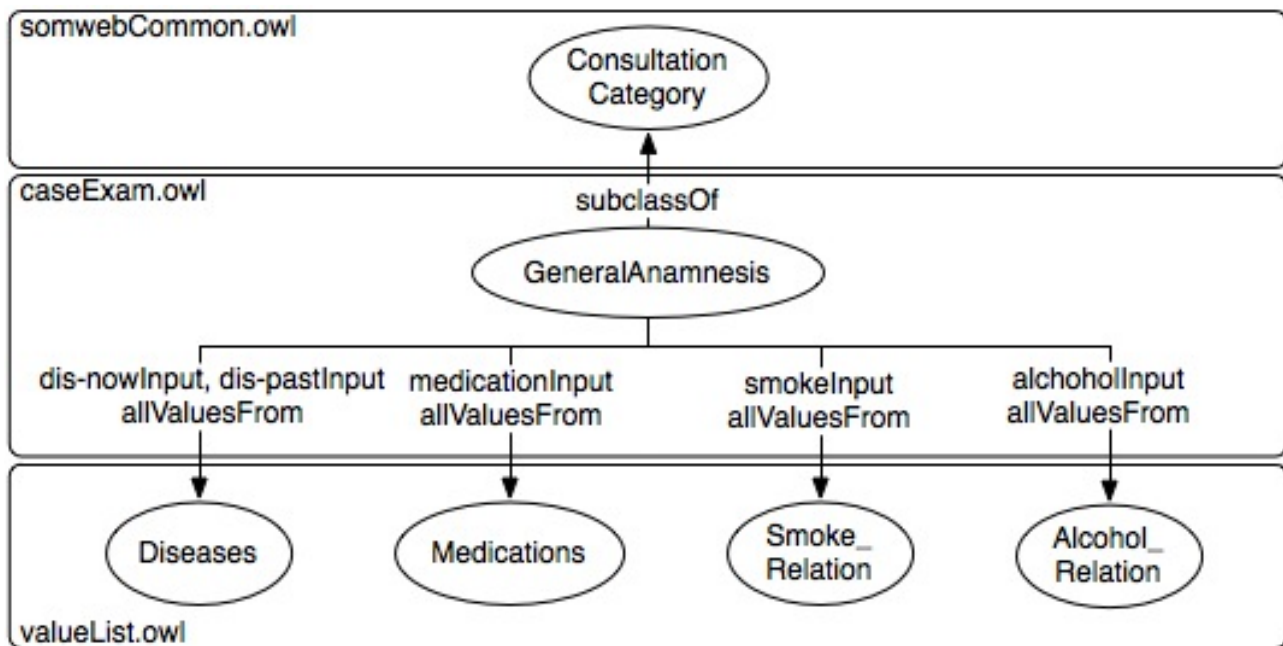 somwebCommon.owl
Consultation
Category
caseExam.owl
subclassOf
GeneralAnamnesis
dis-nowInput, dis-pastInput
allValuesFrom
medicationInput
allValuesFrom
smokeInput
allValuesFrom
alchoholInput
allValuesFrom
Diseases
Medications
Smoke_
Relation
Alcohol_
Relation
valueList.owl